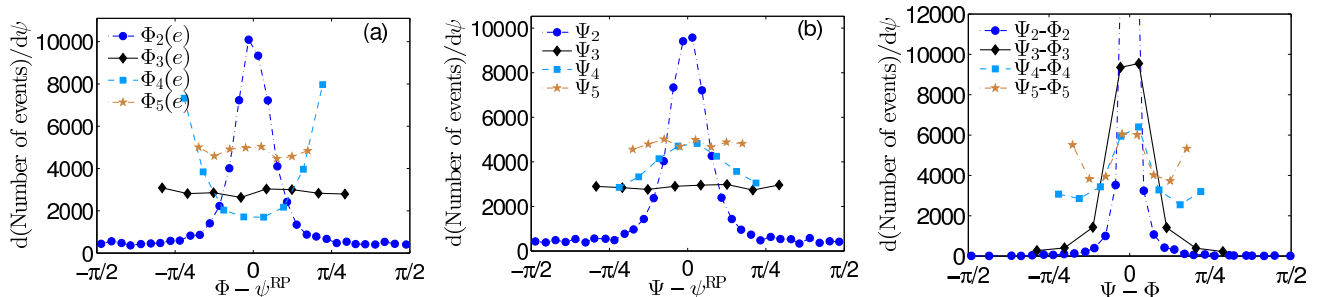 (a)
d(Number of events)/dψ
10000
8000
6000
4000
2000
0
Φ₂(e)
Φ₃(e)
Φ₄(e)
Φ₅(e)
−π/2 −π/4 0 π/4 π/2
Φ − ψᴿᴾ
(b)
d(Number of events)/dψ
10000
8000
6000
4000
2000
0
Ψ₂
Ψ₃
Ψ₄
Ψ₅
−π/2 −π/4 0 π/4 π/2
Ψ − ψᴿᴾ
d(Number of events)/dψ
12000
10000
8000
6000
4000
2000
0
Ψ₂-Φ₂
Ψ₃-Φ₃
Ψ₄-Φ₄
Ψ₅-Φ₅
−π/2 −π/4 0 π/4 π/2
Ψ − Φ